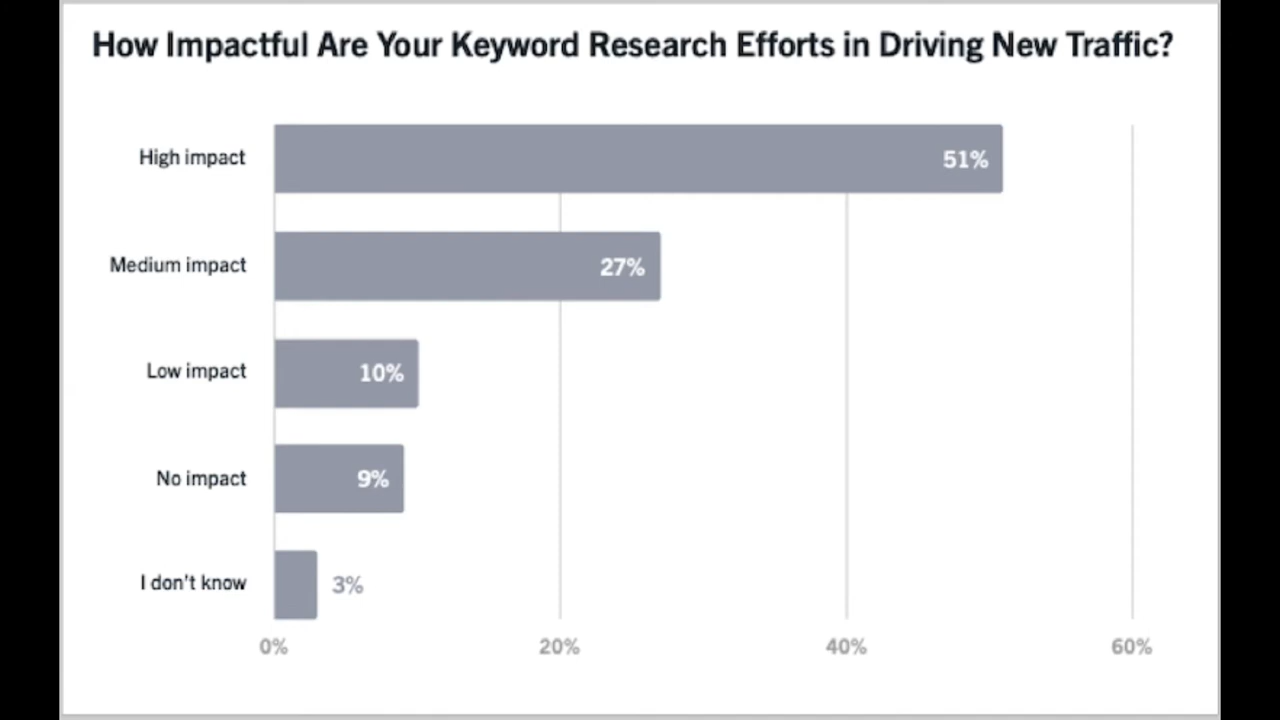 How Impactful Are Your Keyword Research Efforts in Driving New Traffic?
High impact
51%
Medium impact
27%
Low impact
10%
No impact
9%
I don't know
3%
0%
20%
40%
60%